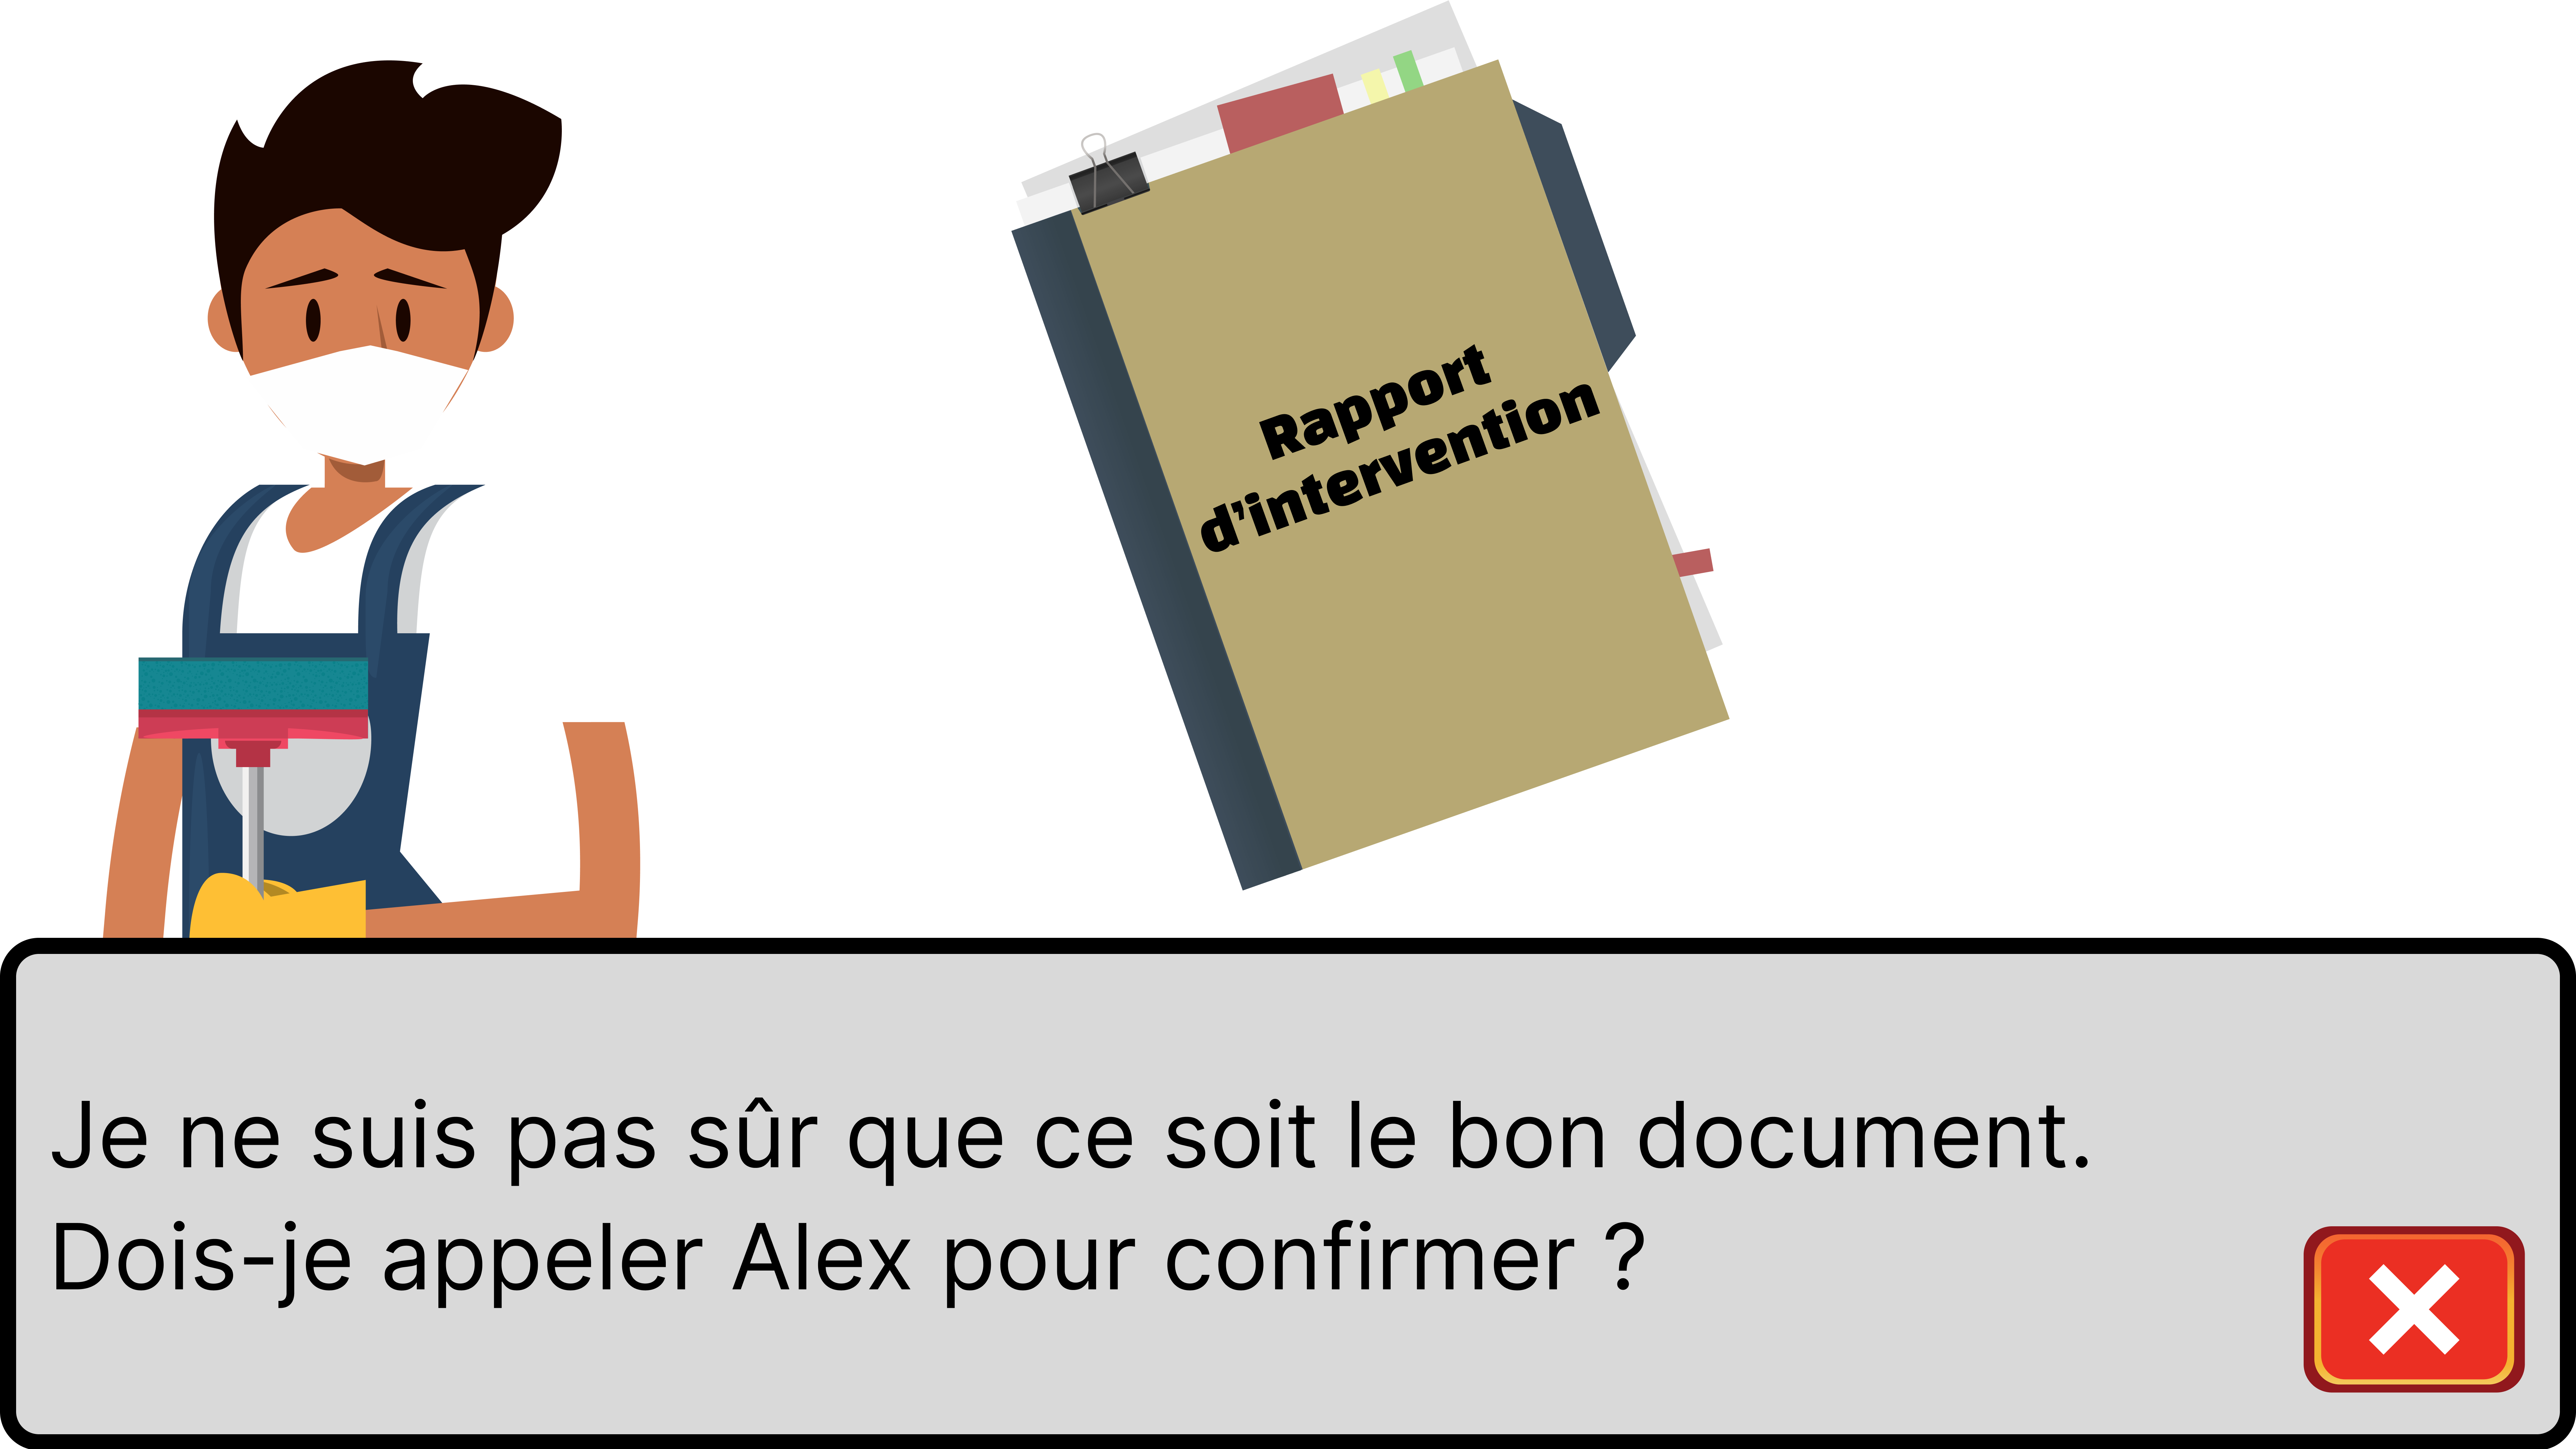 Rapport
d'intervention
Je ne suis pas sûr que ce soit le bon document.
Dois-je appeler Alex pour confirmer ?